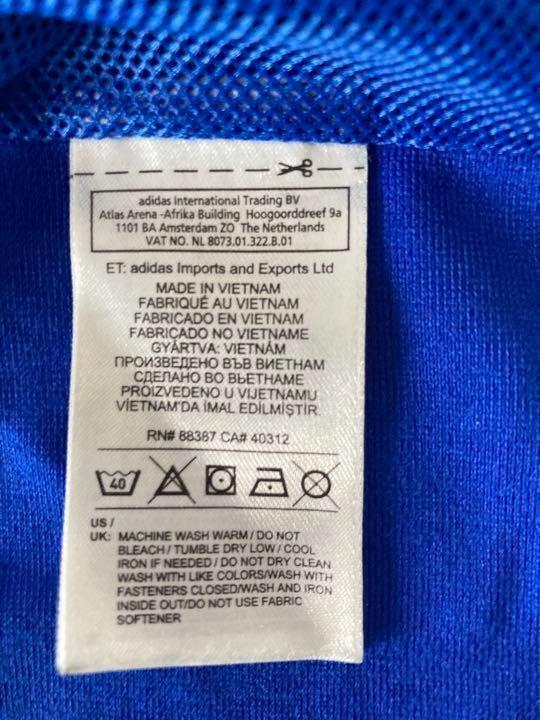 adidas International Trading BV
Atlas Arena -Afrika Building Hoogoorddreef 9a
1101 BA Amsterdam ZO The Netherlands
VAT NO. NL 8073.01.322.B.01
ET: adidas Imports and Exports Ltd
MADE IN VIETNAM
FABRIQUÉ AU VIETNAM
FABRICADO EN VIETNAM
FABRICADO NO VIETNAME
GYÁRTVA: VIETNÁM
ПРОИЗВЕДЕНО ВЪВ ВИЕТНАМ
СДЕЛАНО ВО ВЬЕТНАМЕ
PROIZVEDENO U VIJETNAMU
VİETNAM'DA İMAL EDİLMİŞTİR.
RN# 88387 CA# 40312
40
US /
UK: MACHINE WASH WARM / DO NOT
BLEACH / TUMBLE DRY LOW / COOL
IRON IF NEEDED / DO NOT DRY CLEAN
WASH WITH LIKE COLORS/WASH WITH
FASTENERS CLOSED/WASH AND IRON
INSIDE OUT/DO NOT USE FABRIC
SOFTENER